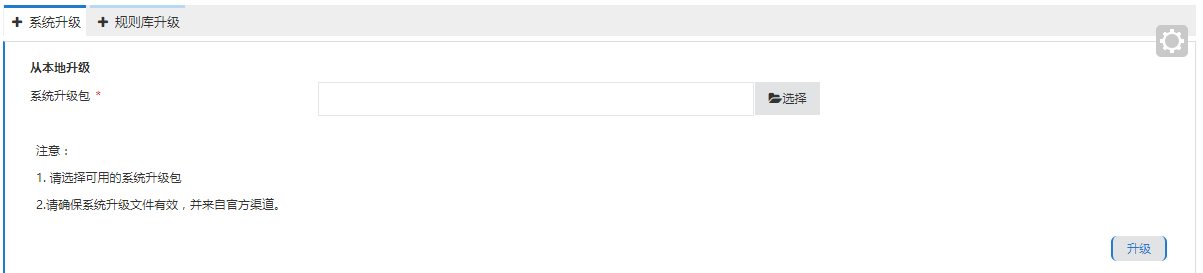 系统升级 规则库升级
从本地升级
系统升级包 *
选择
注意：
1. 请选择可用的系统升级包
2.请确保系统升级文件有效，并来自官方渠道。
升级